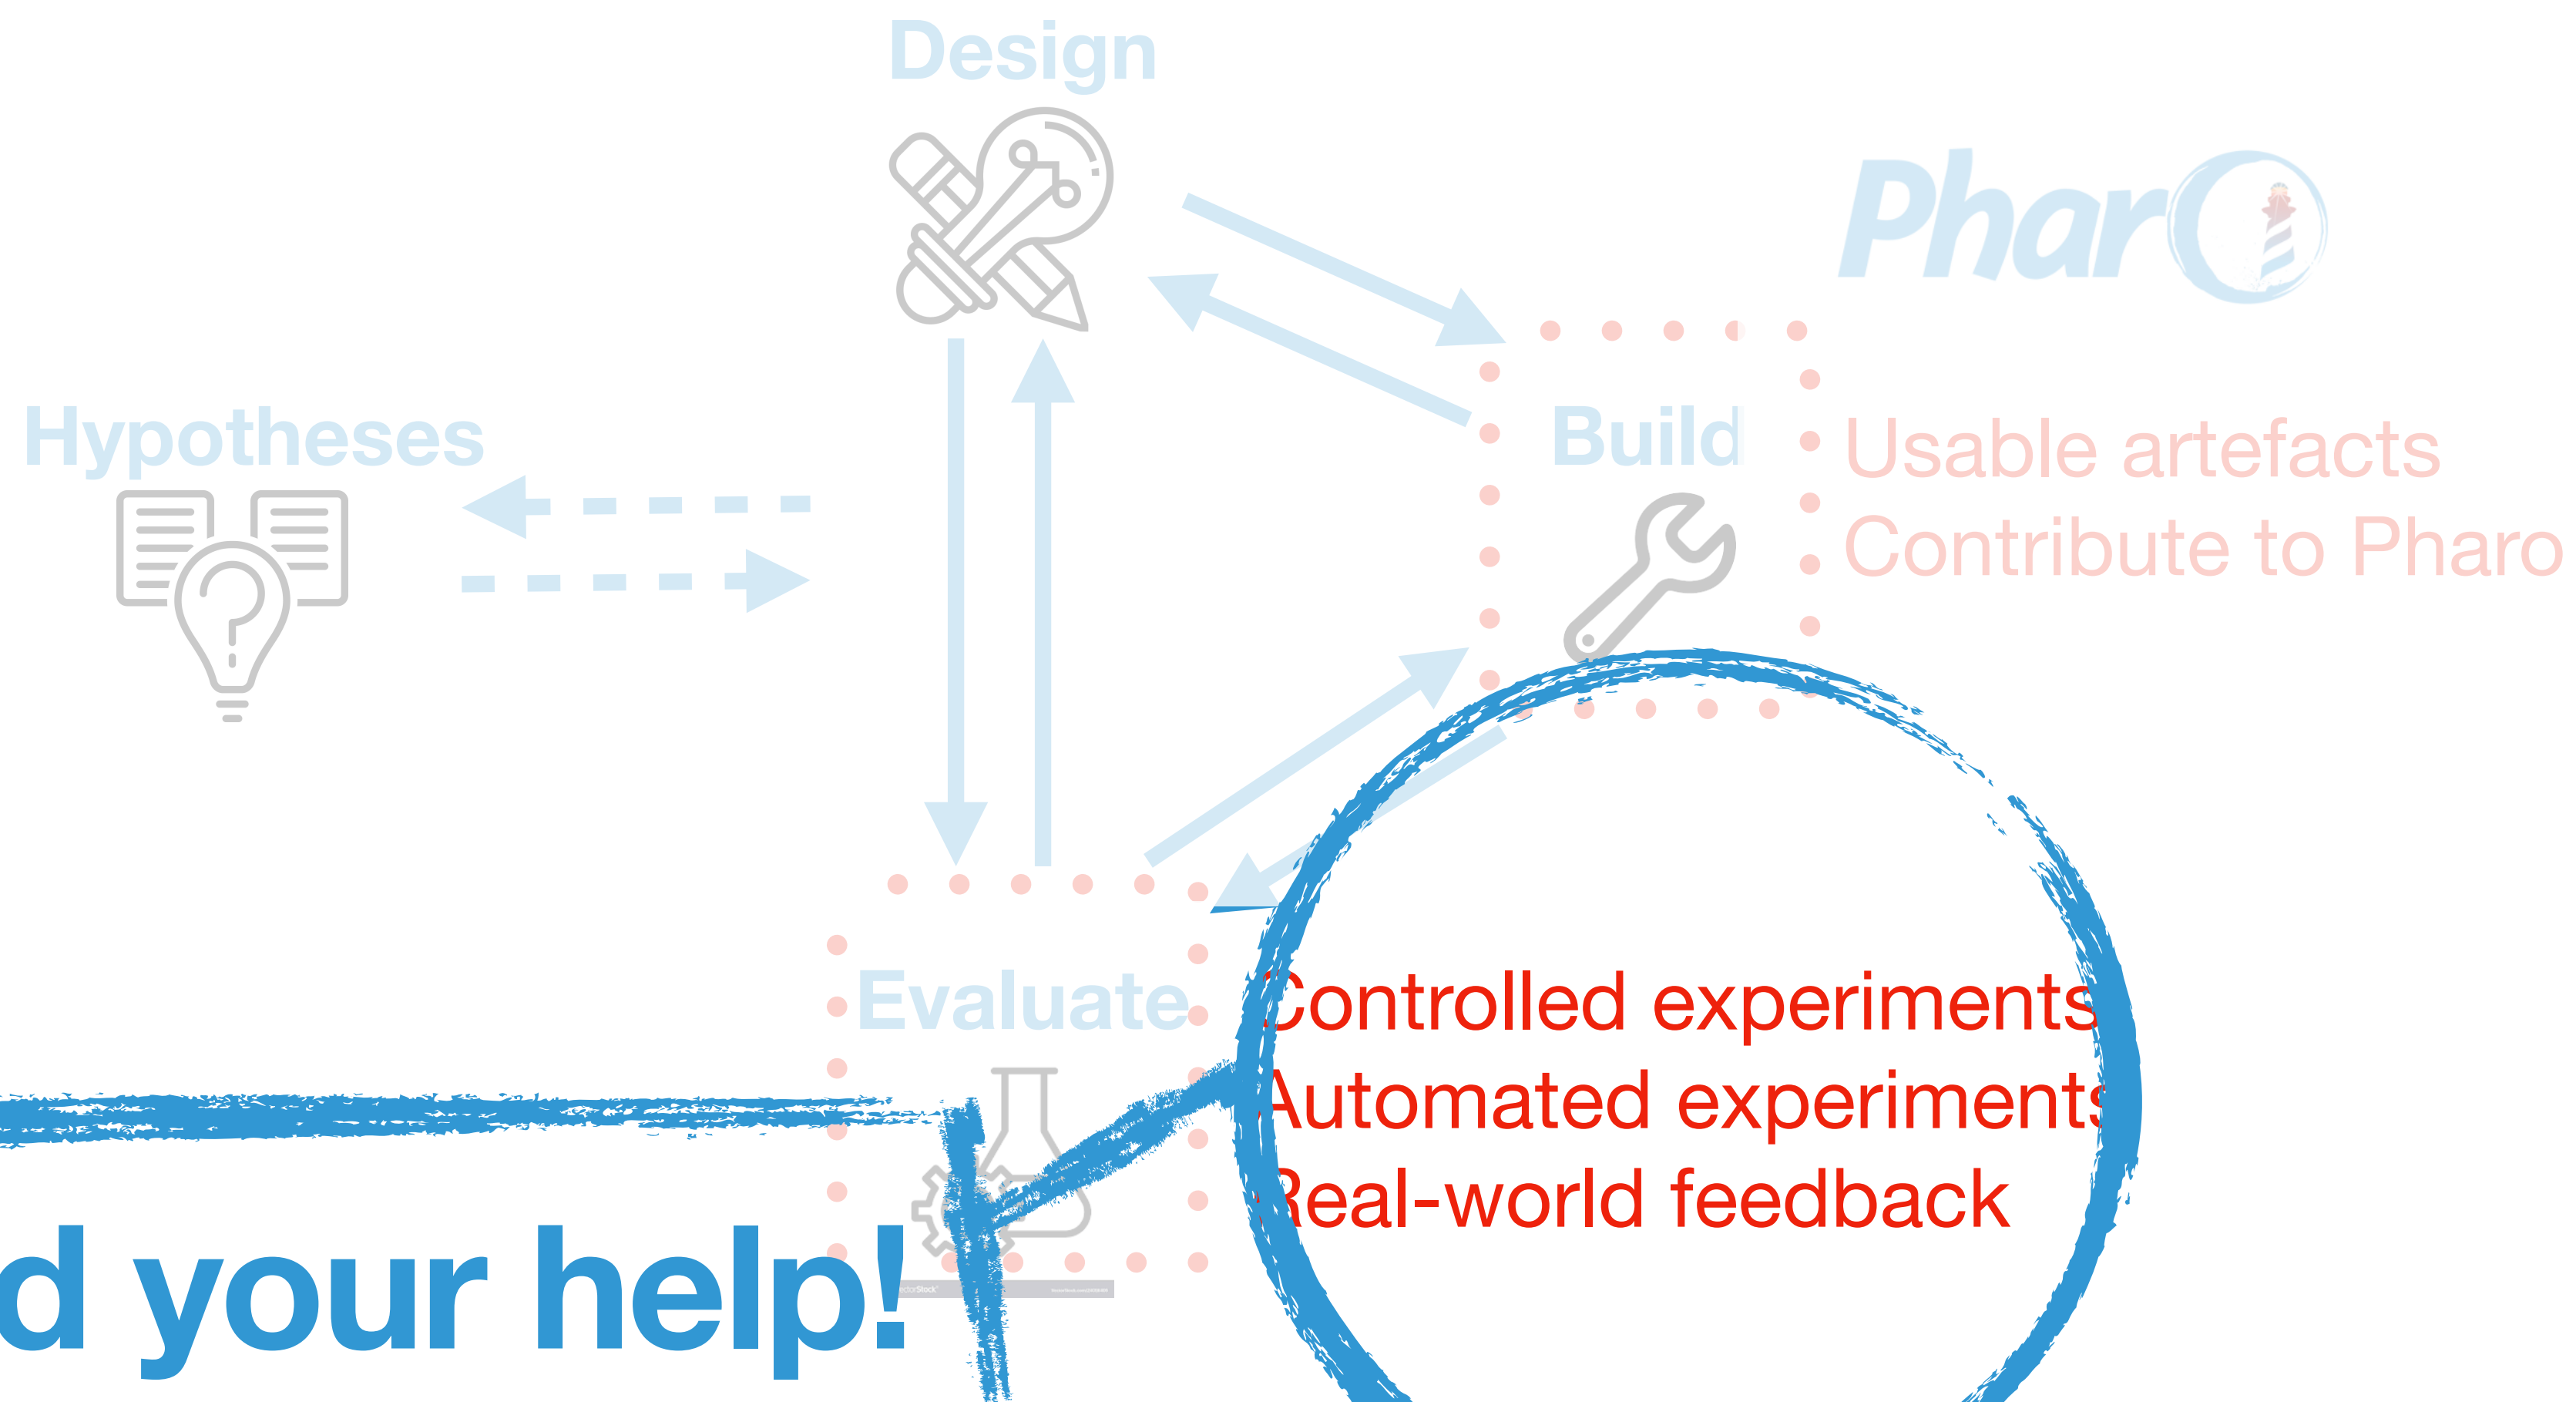 Design
Pharo
Hypotheses
Build
Usable artefacts
Contribute to Pharo
Evaluate
Controlled experiments
Automated experiments
Real-world feedback
d your help!